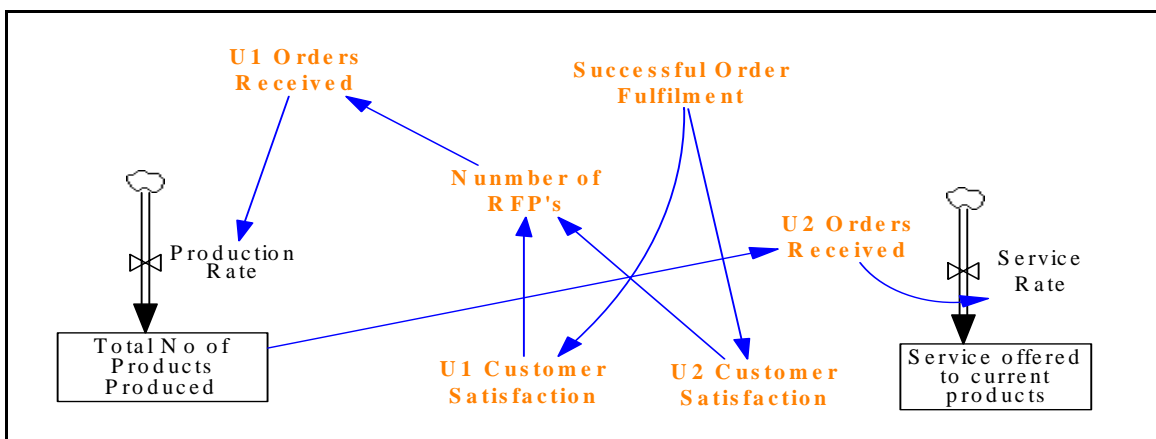 U1 Orders
Received
Successful Order
Fulfilment
Nunmber of
RFP's
U2 Orders
Received
Production
Rate
Service
Rate
Total No of
Products
Produced
U1 Customer
Satisfaction
U2 Customer
Satisfaction
Service offered
to current
products